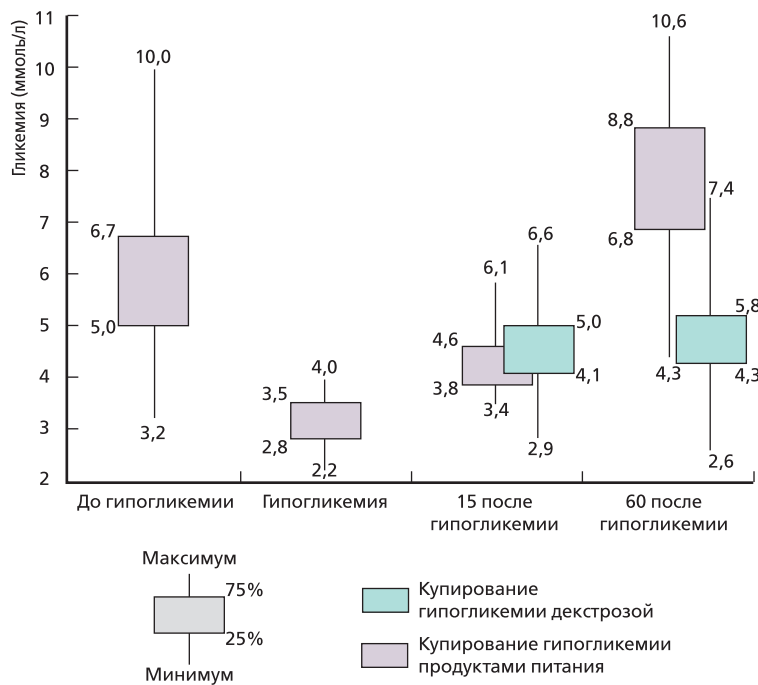 Гликемия (ммоль/л)
11
10
9
8
7
6
5
4
3
2
10,0
6,7
5,0
3,2
4,0
3,5
2,8
2,2
6,6
6,1
5,0
4,6
4,1
3,8
3,4
2,9
10,6
8,8
7,4
6,8
5,8
4,3
4,3
2,6
До гипогликемии
Гипогликемия
15 после
гипогликемии
60 после
гипогликемии
Максимум
75%
25%
Минимум
Купирование
гипогликемии декстрозой
Купирование гипогликемии
продуктами питания